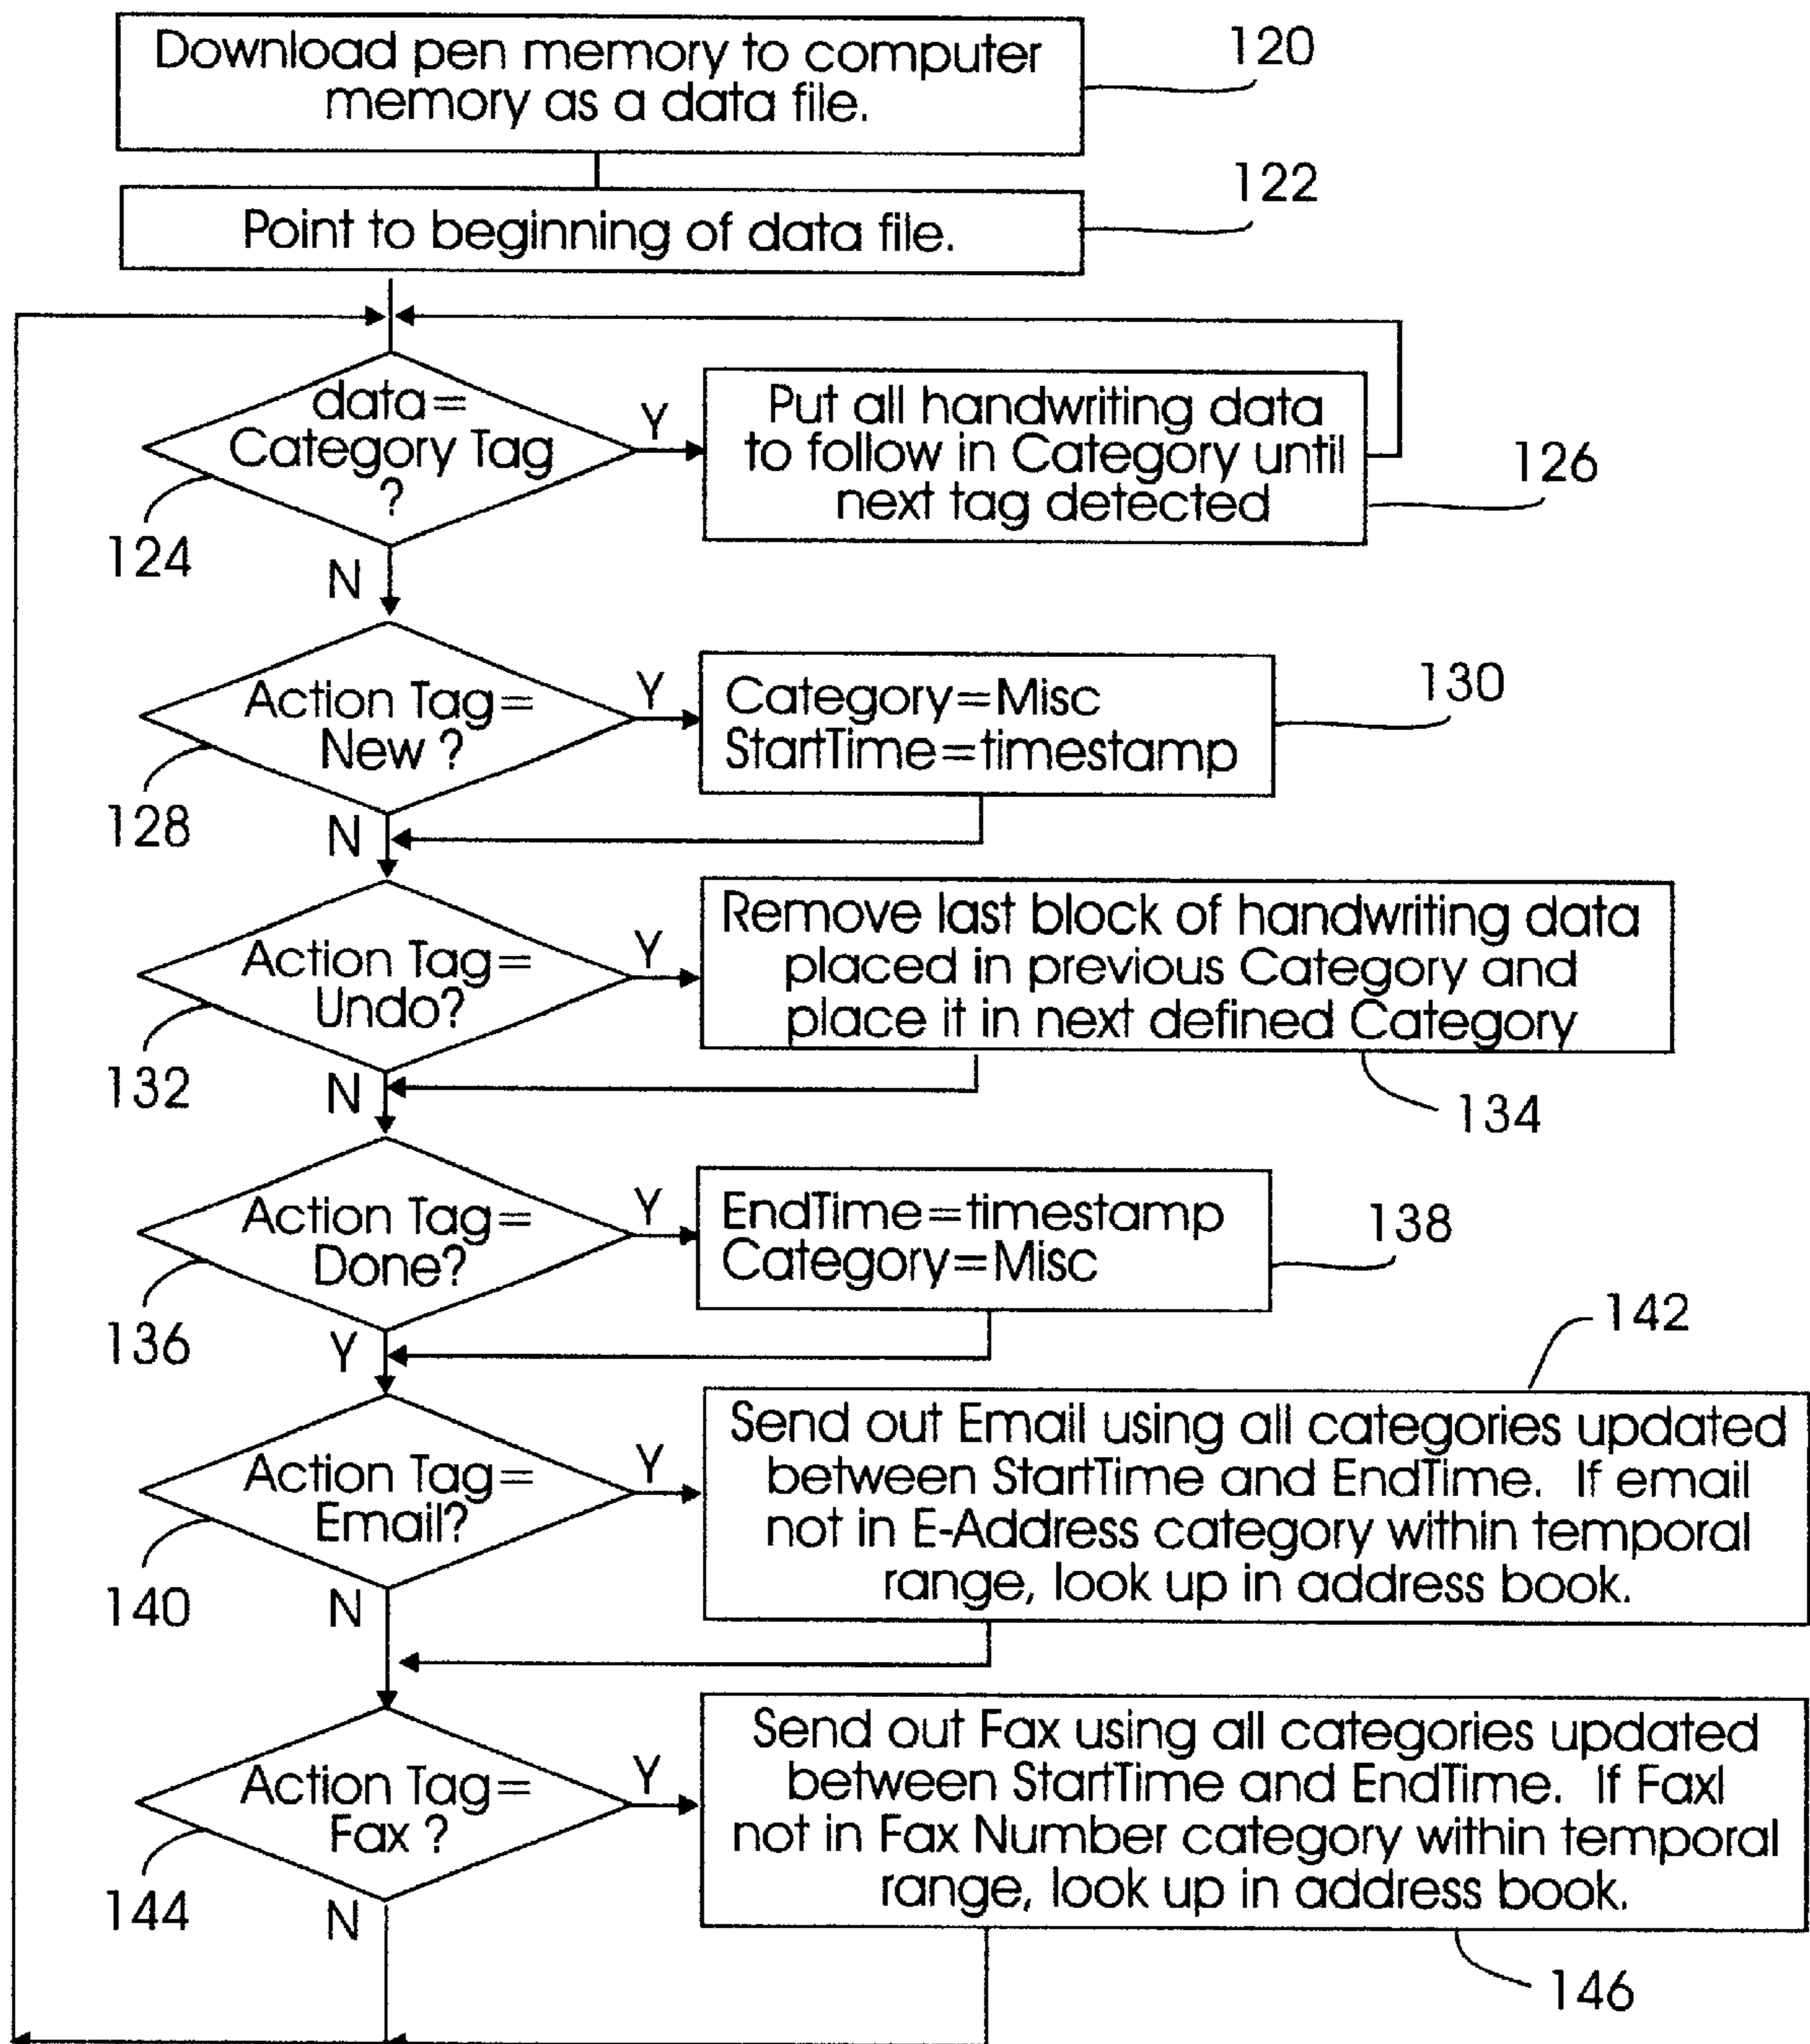 Download pen memory to computer
memory as a data file.
120
Point to beginning of data file.
122
data=
Category Tag
?
124
Y
N
Put all handwriting data
to follow in Category until
next tag detected
126
Action Tag=
New ?
128
Y
N
Category=Misc
StartTime=timestamp
130
Action Tag=
Undo?
132
Y
N
Remove last block of handwriting data
placed in previous Category and
place it in next defined Category
134
Action Tag=
Done?
136
Y
Y
EndTime=timestamp
Category=Misc
138
Action Tag=
Email?
140
Y
N
Send out Email using all categories updated
between StartTime and EndTime. If email
not in E-Address category within temporal
range, look up in address book.
142
Action Tag=
Fax ?
144
Y
N
Send out Fax using all categories updated
between StartTime and EndTime. If Faxl
not in Fax Number category within temporal
range, look up in address book.
146